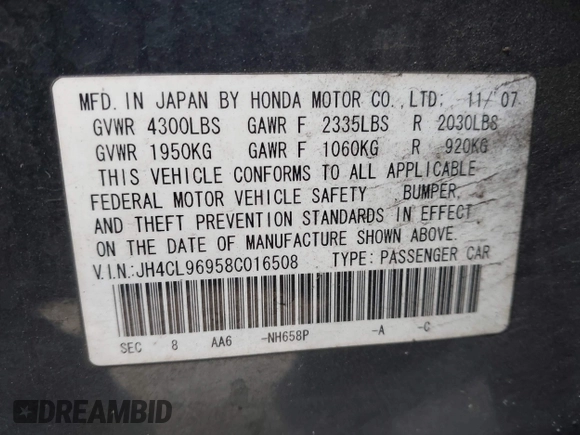 MFD. IN JAPAN BY HONDA MOTOR CO., LTD; 11/ 07
GVWR 4300LBS GAWR F 2335LBS R 2030LBS
GVWR 1950KG GAWR F 1060KG R 920KG
THIS VEHICLE CONFORMS TO ALL APPLICABLE
FEDERAL MOTOR VEHICLE SAFETY, BUMPER,
AND THEFT PREVENTION STANDARDS IN EFFECT
ON THE DATE OF MANUFACTURE SHOWN ABOVE.
V.I.N.:JH4CL96958C016508 TYPE: PASSENGER CAR
SEC 8 AA6 -NH658P -A -C
DREAMBID